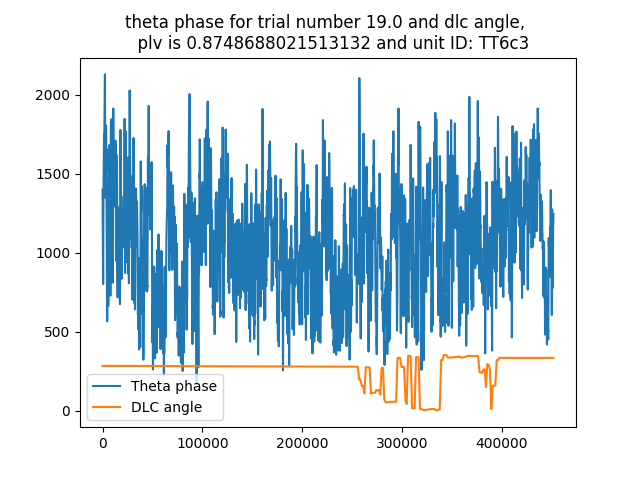 theta phase for trial number 19.0 and dlc angle,
plv is 0.8748688021513132 and unit ID: TT6c3
2000
1500
1000
500
0
Theta phase
DLC angle
0
100000
200000
300000
400000